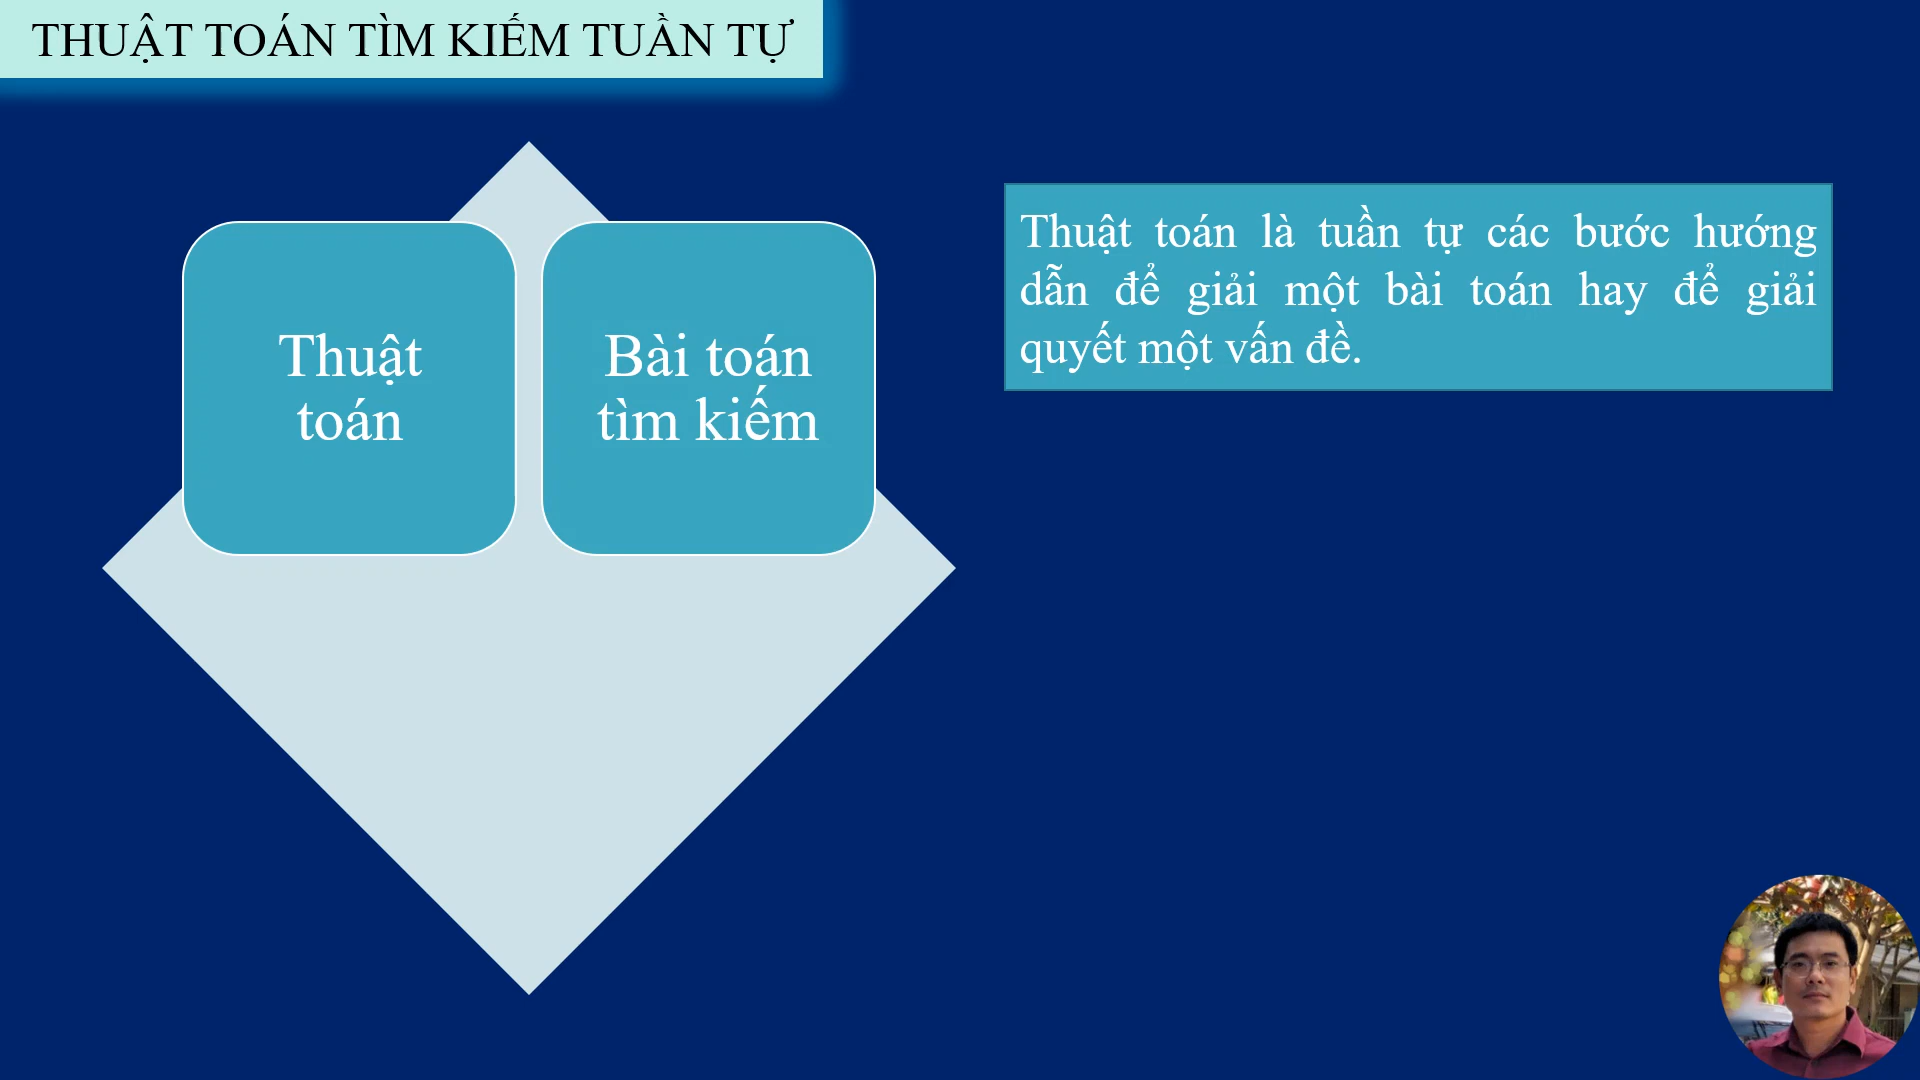 THUẬT TOÁN TÌM KIẾM TUẦN TỰ
Thuật
toán
Bài toán
tìm kiếm
Thuật toán là tuần tự các bước hướng
dẫn để giải một bài toán hay để giải
quyết một vấn đề.